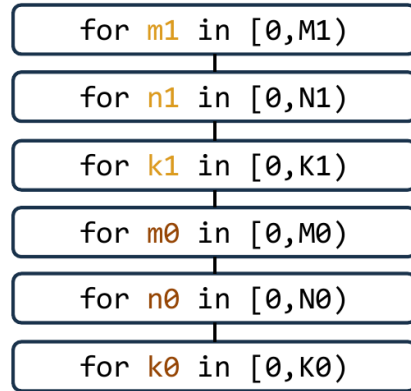 for m1 in [0,M1)
for n1 in [0,N1)
for k1 in [0,K1)
for m0 in [0,M0)
for n0 in [0,N0)
for k0 in [0,K0)